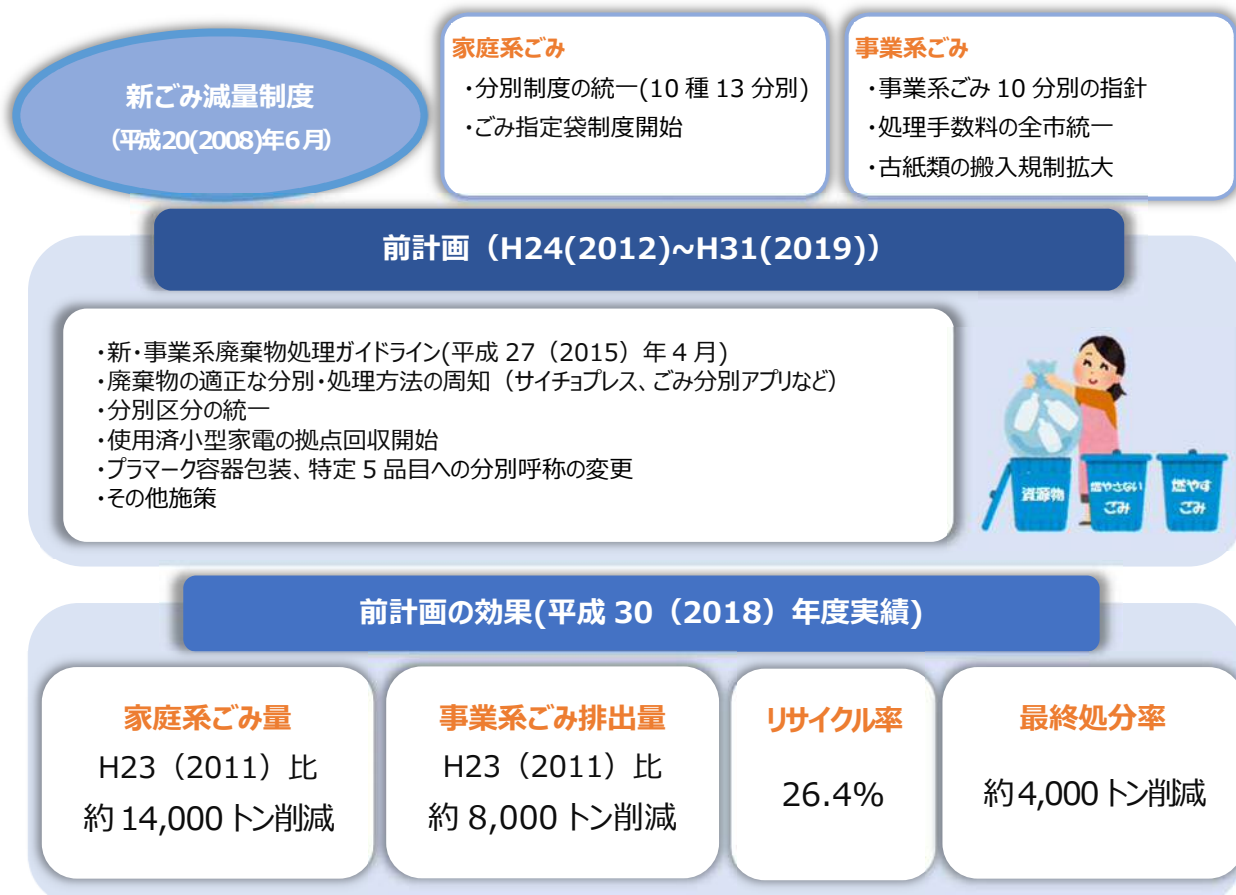 新ごみ減量制度
（平成20(2008)年6月）
家庭系ごみ
・分別制度の統一(10種13分別)
・ごみ指定袋制度開始
事業系ごみ
・事業系ごみ10分別の指針
・処理手数料の全市統一
・古紙類の搬入規制拡大
前計画（H24(2012)~H31(2019)）
・新・事業系廃棄物処理ガイドライン(平成27（2015）年4月)
・廃棄物の適正な分別・処理方法の周知（サイチョプレス、ごみ分別アプリなど）
・分別区分の統一
・使用済小型家電の拠点回収開始
・プラマーク容器包装、特定5品目への分別呼称の変更
・その他施策
資源物
燃やさない
ごみ
燃やす
ごみ
前計画の効果(平成30（2018）年度実績)
家庭系ごみ量
H23（2011）比
約14,000トン削減
事業系ごみ排出量
H23（2011）比
約8,000トン削減
リサイクル率
26.4%
最終処分率
約4,000トン削減